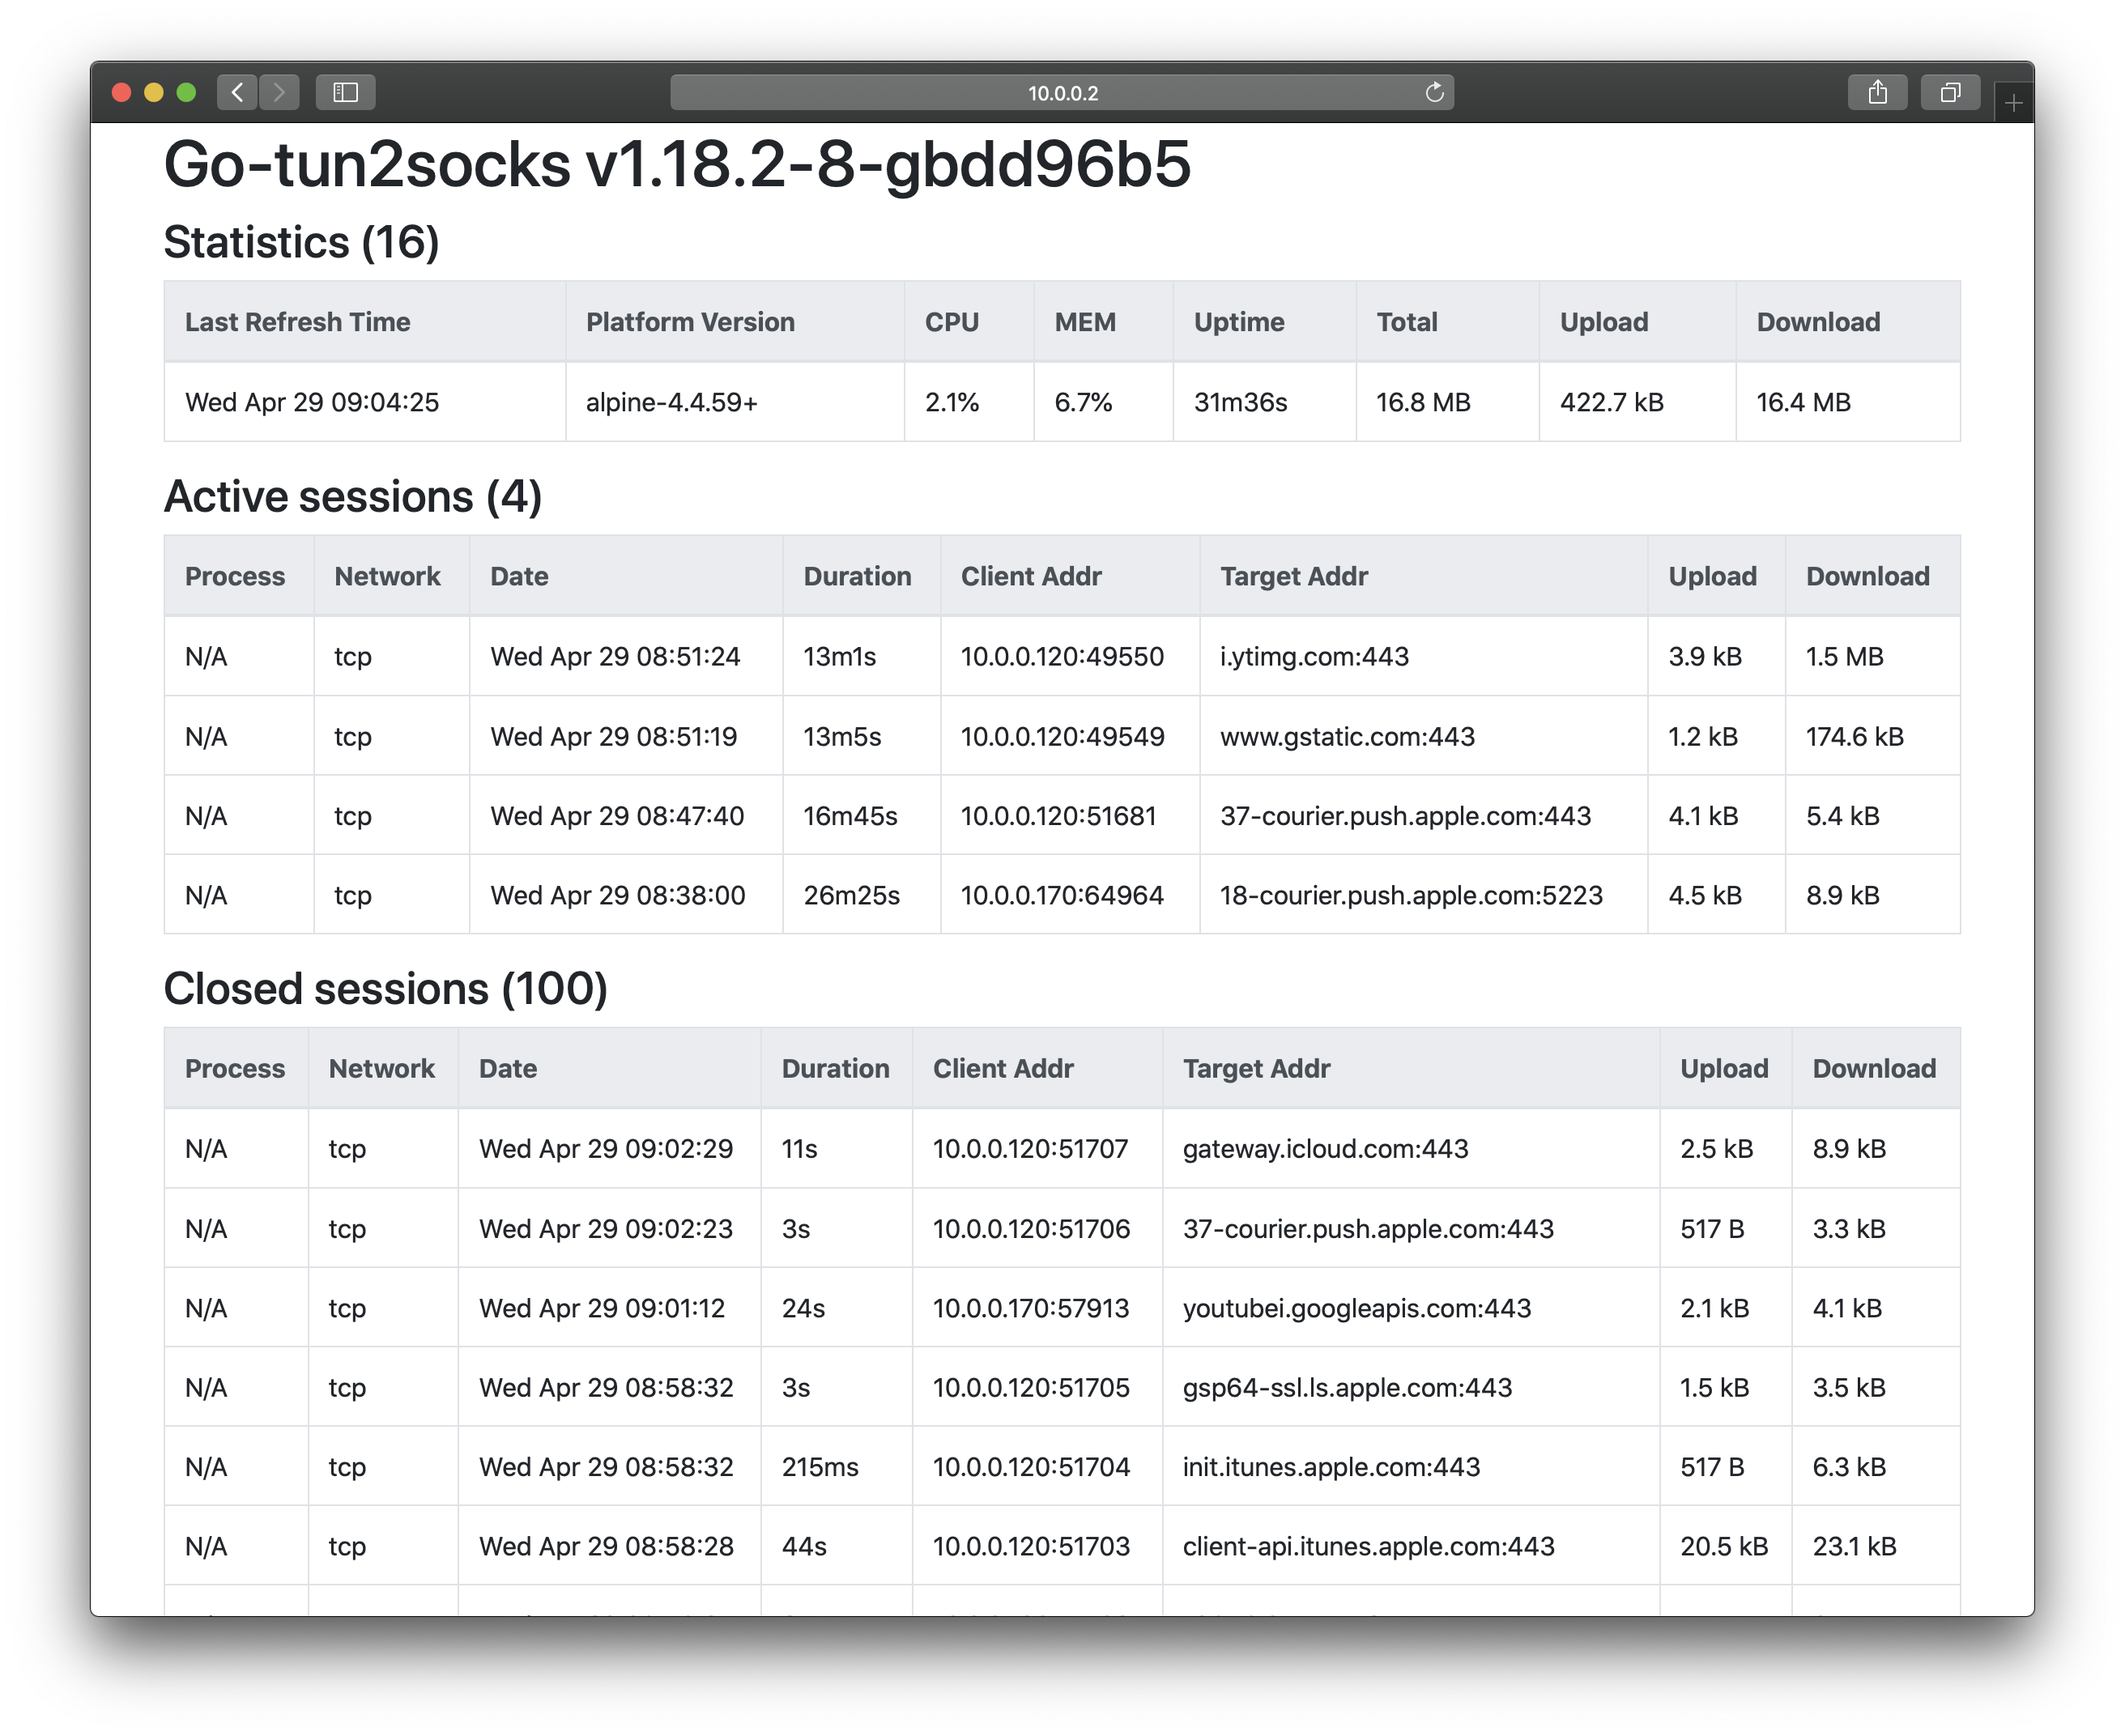 10.0.0.2
Go-tun2socks v1.18.2-8-gbdd96b5
Statistics (16)
Last Refresh Time Platform Version CPU MEM Uptime Total Upload Download
Wed Apr 29 09:04:25 alpine-4.4.59+ 2.1% 6.7% 31m36s 16.8 MB 422.7 kB 16.4 MB
Active sessions (4)
Process Network Date Duration Client Addr Target Addr Upload Download
N/A tcp Wed Apr 29 08:51:24 13m1s 10.0.0.120:49550 i.ytimg.com:443 3.9 kB 1.5 MB
N/A tcp Wed Apr 29 08:51:19 13m5s 10.0.0.120:49549 www.gstatic.com:443 1.2 kB 174.6 kB
N/A tcp Wed Apr 29 08:47:40 16m45s 10.0.0.120:51681 37-courier.push.apple.com:443 4.1 kB 5.4 kB
N/A tcp Wed Apr 29 08:38:00 26m25s 10.0.0.170:64964 18-courier.push.apple.com:5223 4.5 kB 8.9 kB
Closed sessions (100)
Process Network Date Duration Client Addr Target Addr Upload Download
N/A tcp Wed Apr 29 09:02:29 11s 10.0.0.120:51707 gateway.icloud.com:443 2.5 kB 8.9 kB
N/A tcp Wed Apr 29 09:02:23 3s 10.0.0.120:51706 37-courier.push.apple.com:443 517 B 3.3 kB
N/A tcp Wed Apr 29 09:01:12 24s 10.0.0.170:57913 youtubei.googleapis.com:443 2.1 kB 4.1 kB
N/A tcp Wed Apr 29 08:58:32 3s 10.0.0.120:51705 gsp64-ssl.ls.apple.com:443 1.5 kB 3.5 kB
N/A tcp Wed Apr 29 08:58:32 215ms 10.0.0.120:51704 init.itunes.apple.com:443 517 B 6.3 kB
N/A tcp Wed Apr 29 08:58:28 44s 10.0.0.120:51703 client-api.itunes.apple.com:443 20.5 kB 23.1 kB